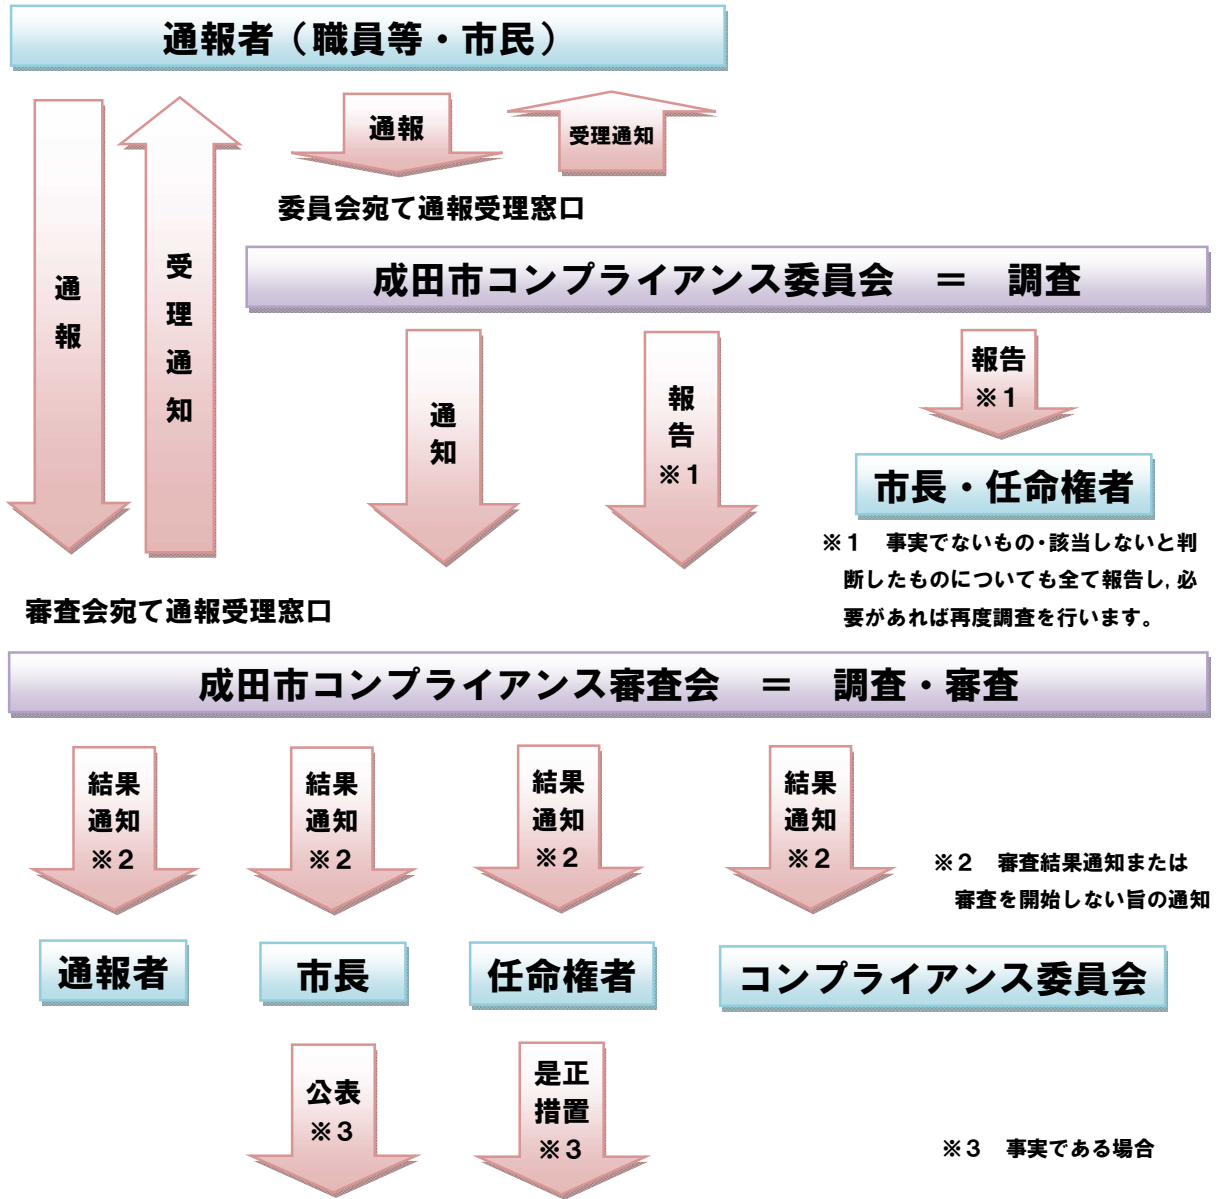 通報者（職員等・市民）
通報
受理通知
通報
受理通知
委員会宛て通報受理窓口
成田市コンプライアンス委員会　＝　調査
通知
報告
※１
報告
※１
市長・任命権者
※１　事実でないもの・該当しないと判
断したものについても全て報告し，必
要があれば再度調査を行います。
審査会宛て通報受理窓口
成田市コンプライアンス審査会　＝　調査・審査
結果
通知
※２
結果
通知
※２
結果
通知
※２
結果
通知
※２
※２　審査結果通知または
審査を開始しない旨の通知
通報者
市長
任命権者
コンプライアンス委員会
公表
※３
是正
措置
※３
※３　事実である場合